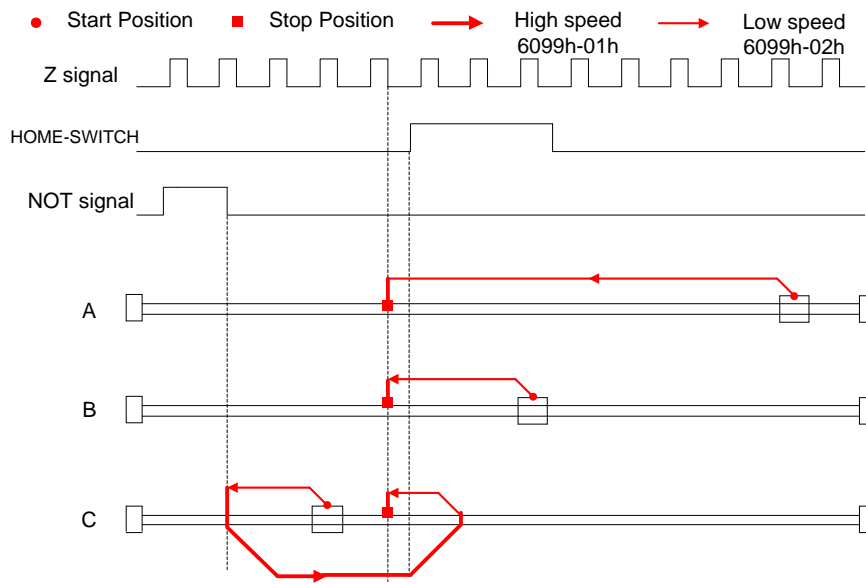 Start Position Stop Position High speed Low speed
6099h-01h 6099h-02h
Z signal
HOME-SWITCH
NOT signal
A
B
C